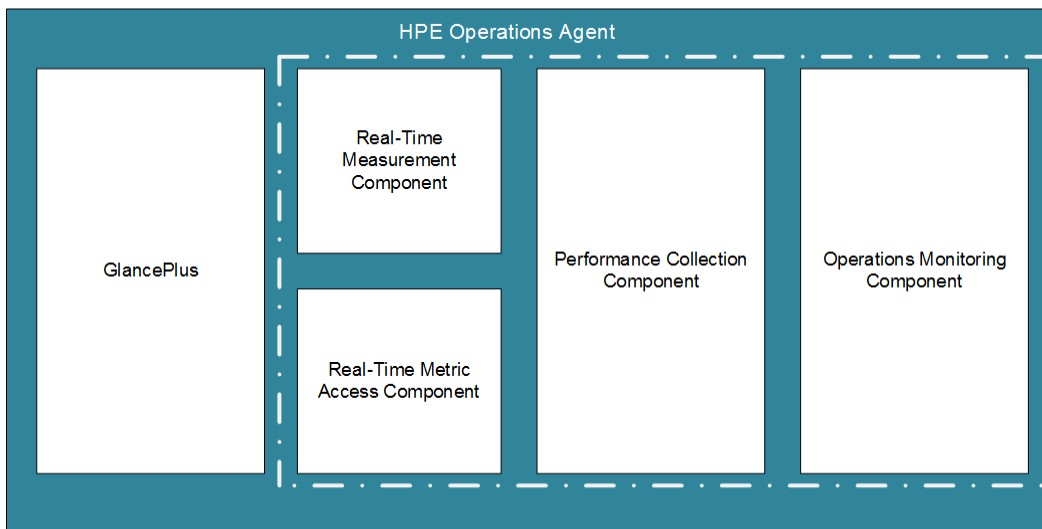 HPE Operations Agent
GlancePlus
Real-Time
Measurement
Component
Real-Time Metric
Access Component
Performance Collection
Component
Operations Monitoring
Component